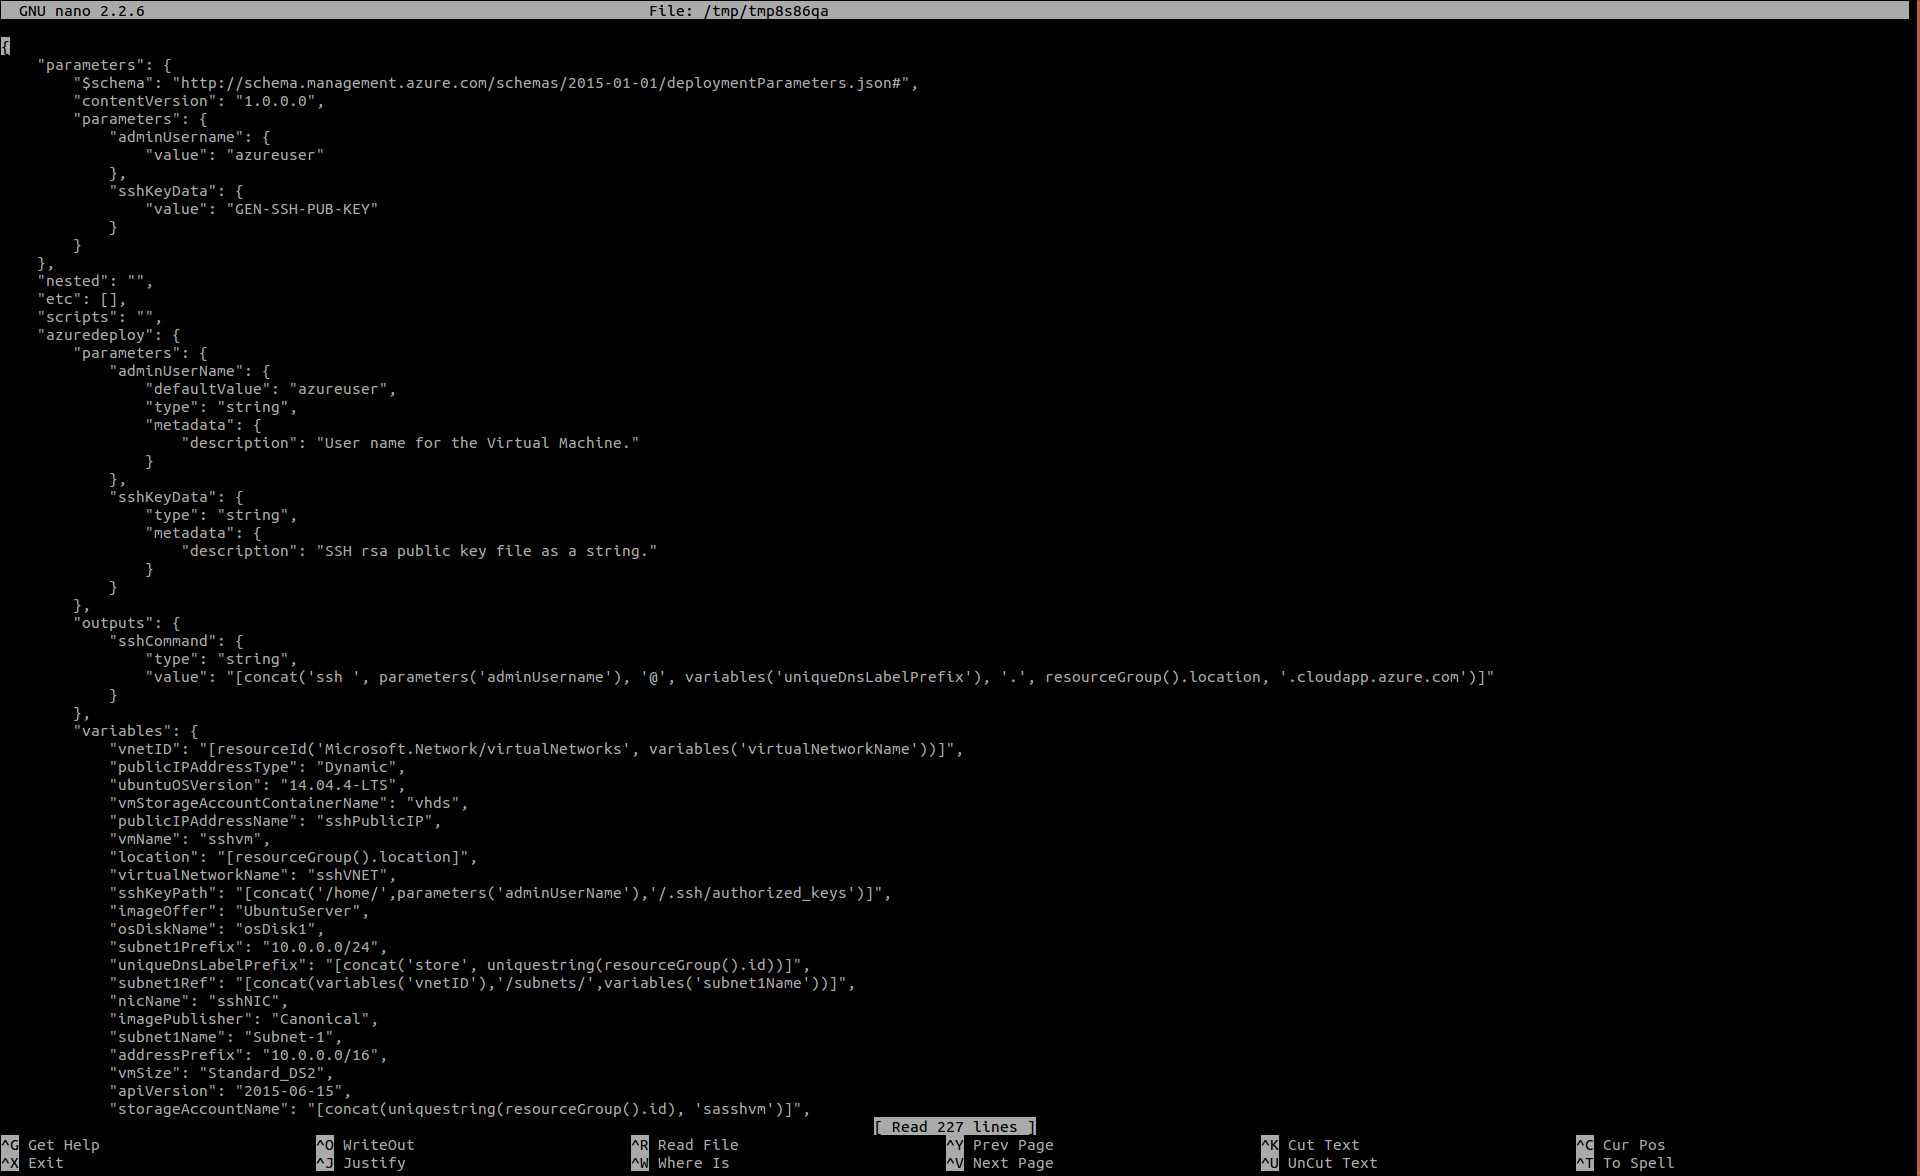 GNU nano 2.2.6 File: /tmp/tmp8s86qa
{
    "parameters": {
        "$schema": "http://schema.management.azure.com/schemas/2015-01-01/deploymentParameters.json#",
        "contentVersion": "1.0.0.0",
        "parameters": {
            "adminUsername": {
                "value": "azureuser"
            },
            "sshKeyData": {
                "value": "GEN-SSH-PUB-KEY"
            }
        }
    },
    "nested": "",
    "etc": [],
    "scripts": "",
    "azuredeploy": {
        "parameters": {
            "adminUserName": {
                "defaultValue": "azureuser",
                "type": "string",
                "metadata": {
                    "description": "User name for the Virtual Machine."
                }
            },
            "sshKeyData": {
                "type": "string",
                "metadata": {
                    "description": "SSH rsa public key file as a string."
                }
            }
        },
        "outputs": {
            "sshCommand": {
                "type": "string",
                "value": "[concat('ssh ', parameters('adminUsername'), '@', variables('uniqueDnsLabelPrefix'), '.', resourceGroup().location, '.cloudapp.azure.com')]"
            }
        },
        "variables": {
            "vnetID": "[resourceId('Microsoft.Network/virtualNetworks', variables('virtualNetworkName'))]",
            "publicIPAddressType": "Dynamic",
            "ubuntuOSVersion": "14.04.4-LTS",
            "vmStorageAccountContainerName": "vhds",
            "publicIPAddressName": "sshPublicIP",
            "vmName": "sshvm",
            "location": "[resourceGroup().location]",
            "virtualNetworkName": "sshVNET",
            "sshKeyPath": "[concat('/home/',parameters('adminUserName'),'/.ssh/authorized_keys')]",
            "imageOffer": "UbuntuServer",
            "osDiskName": "osDisk1",
            "subnet1Prefix": "10.0.0.0/24",
            "uniqueDnsLabelPrefix": "[concat('store', uniquestring(resourceGroup().id))]",
            "subnet1Ref": "[concat(variables('vnetID'),'/subnets/',variables('subnet1Name'))]",
            "nicName": "sshNIC",
            "imagePublisher": "Canonical",
            "subnet1Name": "Subnet-1",
            "addressPrefix": "10.0.0.0/16",
            "vmSize": "Standard_DS2",
            "apiVersion": "2015-06-15",
            "storageAccountName": "[concat(uniquestring(resourceGroup().id), 'sasshvm')]",
[ Read 227 lines ]
^G Get Help ^O WriteOut ^R Read File ^Y Prev Page ^K Cut Text ^C Cur Pos
^X Exit ^J Justify ^W Where Is ^V Next Page ^U UnCut Text ^T To Spell